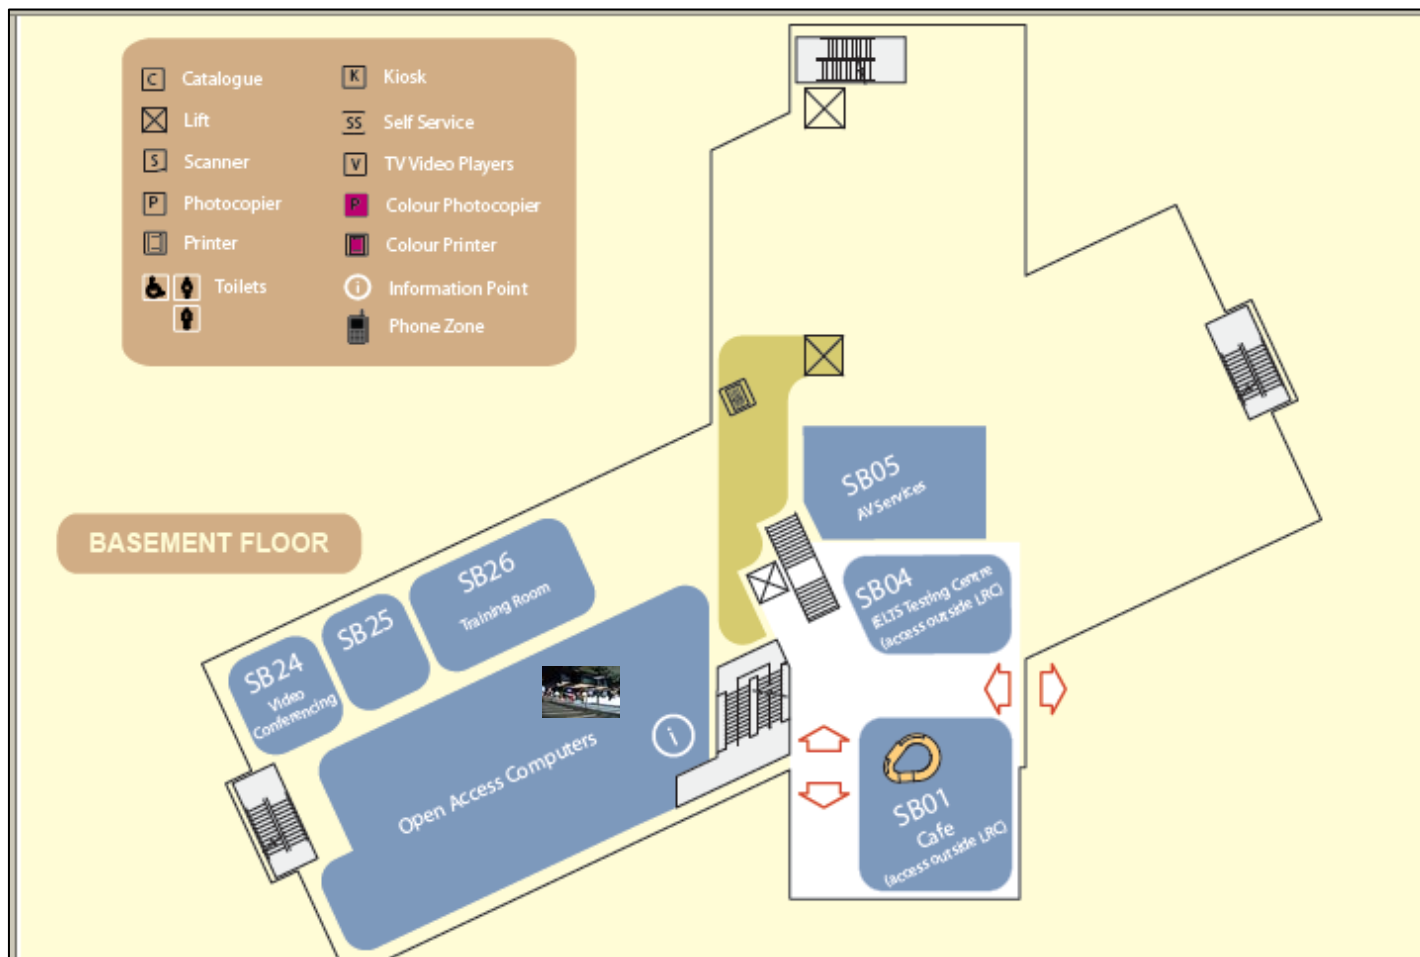 C Catalogue
Lift
S Scanner
P Photocopier
Printer
Toilets
K Kiosk
SS Self Service
V TV Video Players
P Colour Photocopier
Colour Printer
i Information Point
Phone Zone
BASEMENT FLOOR
SB05
AV Services
SB04
IELTS Testing Centre
(access outside LRC)
SB26
Training Room
SB25
SB24
Video
Conferencing
Open Access Computers
i
SB01
Cafe
(access outside LRC)